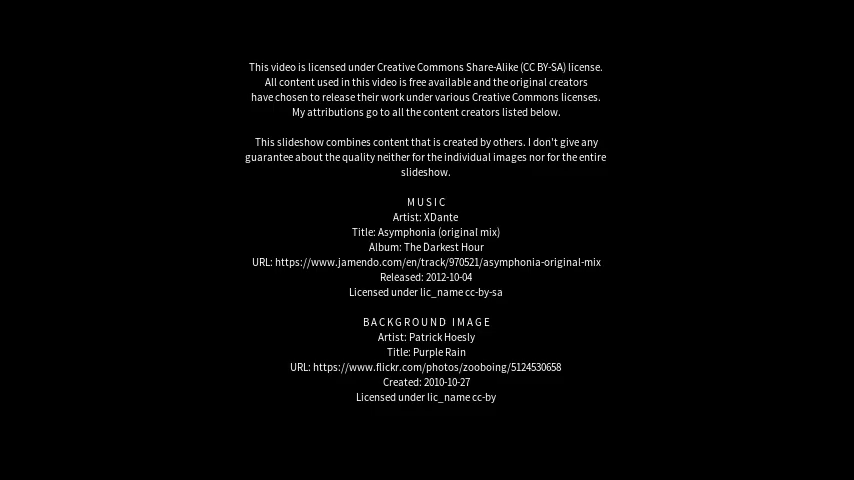 This video is licensed under Creative Commons Share-Alike (CC BY-SA) license.
All content used in this video is free available and the original creators
have chosen to release their work under various Creative Commons licenses.
My attributions go to all the content creators listed below.
This slideshow combines content that is created by others. I don't give any
guarantee about the quality neither for the individual images nor for the entire
slideshow.
MUSIC
Artist: XDante
Title: Asymphonia (original mix)
Album: The Darkest Hour
URL: https://www.jamendo.com/en/track/970521/asymphonia-original-mix
Released: 2012-10-04
Licensed under lic_name cc-by-sa
BACKGROUND IMAGE
Artist: Patrick Hoesly
Title: Purple Rain
URL: https://www.flickr.com/photos/zooboing/5124530658
Created: 2010-10-27
Licensed under lic_name cc-by